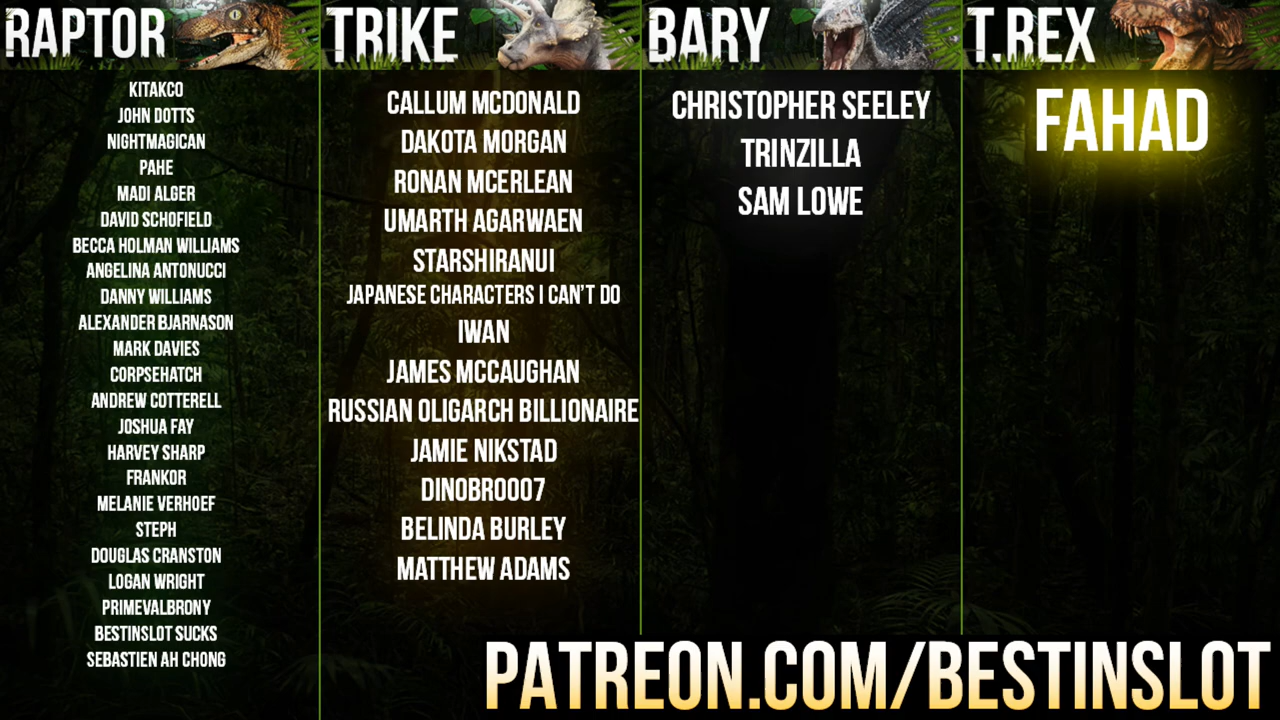 RAPTOR
KITAKCO
JOHN DOTTS
NIGHTMAGICAN
PAHE
MADI ALGER
DAVID SCHOFIELD
BECCA HOLMAN WILLIAMS
ANGELINA ANTONUCCI
DANNY WILLIAMS
ALEXANDER BJARNASON
MARK DAVIES
CORPSEHATCH
ANDREW COTTERELL
JOSHUA FAY
HARVEY SHARP
FRANKOR
MELANIE VERHOEF
STEPH
DOUGLAS CRANSTON
LOGAN WRIGHT
PRIMEVALBRONY
BESTINSLOT SUCKS
SEBASTIEN AH CHONG
TRIKE
CALLUM MCDONALD
DAKOTA MORGAN
RONAN MCERLEAN
UMARTH AGARWAEN
STARSHIRANUI
JAPANESE CHARACTERS I CAN'T DO
IWAN
JAMES MCCAUGHAN
RUSSIAN OLIGARCH BILLIONAIRE
JAMIE NIKSTAD
DINOBRO007
BELINDA BURLEY
MATTHEW ADAMS
BARY
CHRISTOPHER SEELEY
TRINZILLA
SAM LOWE
T.REX
FAHAD
PATREON.COM/BESTINSLOT